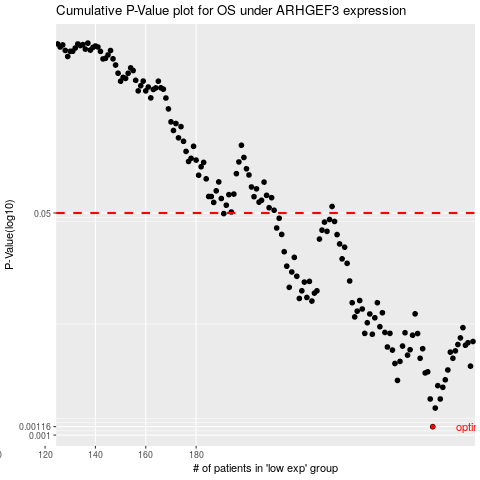 Cumulative P-Value plot for OS under ARHGEF3 expression
P-Value(log10)
0.05
0.00116
0.001
optir
0
120
140
160
180
# of patients in 'low exp' group